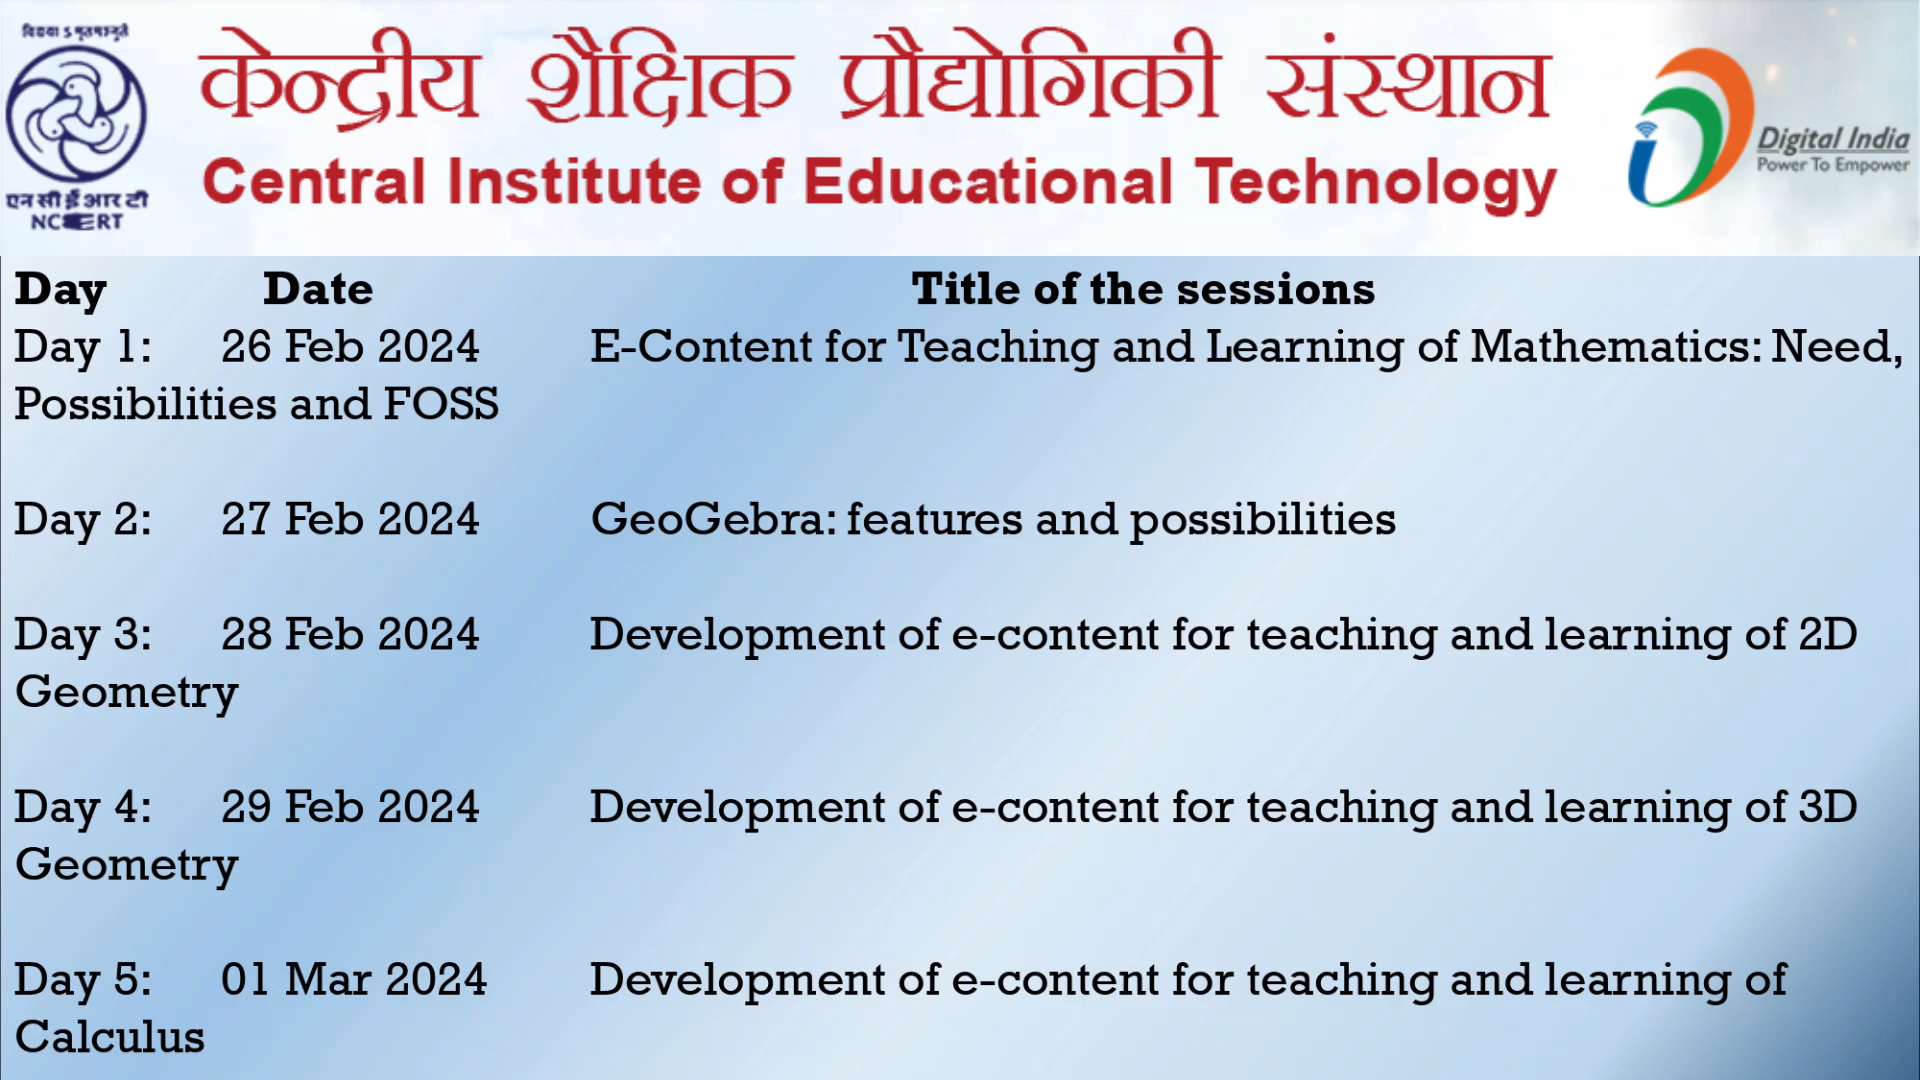 विद्यया ऽ मृतमश्नुते
एन सी ई आर टी
NCERT
केन्द्रीय शैक्षिक प्रौद्योगिकी संस्थान
Central Institute of Educational Technology
Digital India
Power To Empower
Day Date Title of the sessions
Day 1: 26 Feb 2024 E-Content for Teaching and Learning of Mathematics: Need,
Possibilities and FOSS
Day 2: 27 Feb 2024 GeoGebra: features and possibilities
Day 3: 28 Feb 2024 Development of e-content for teaching and learning of 2D
Geometry
Day 4: 29 Feb 2024 Development of e-content for teaching and learning of 3D
Geometry
Day 5: 01 Mar 2024 Development of e-content for teaching and learning of
Calculus